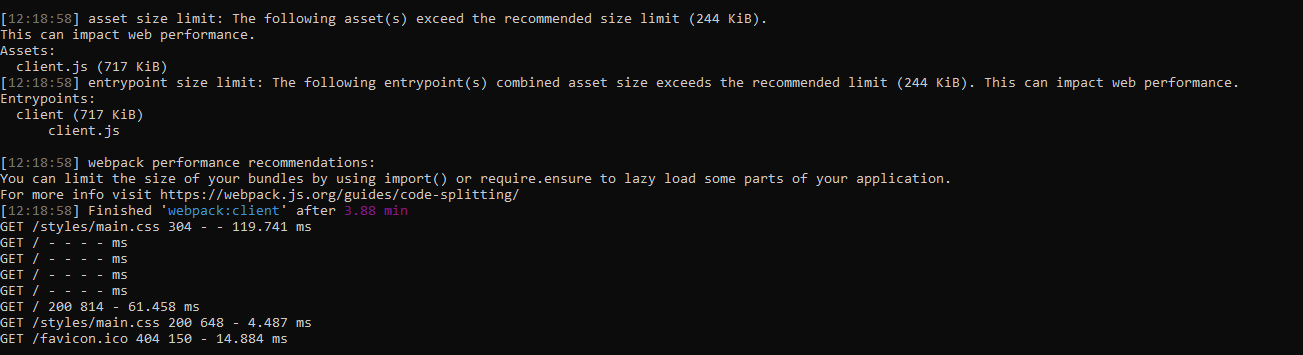 [12:18:58] asset size limit: The following asset(s) exceed the recommended size limit (244 KiB).
This can impact web performance.
Assets:
  client.js (717 KiB)
[12:18:58] entrypoint size limit: The following entrypoint(s) combined asset size exceeds the recommended limit (244 KiB). This can impact web performance.
Entrypoints:
  client (717 KiB)
      client.js

[12:18:58] webpack performance recommendations:
You can limit the size of your bundles by using import() or require.ensure to lazy load some parts of your application.
For more info visit https://webpack.js.org/guides/code-splitting/
[12:18:58] Finished 'webpack:client' after 3.88 min
GET /styles/main.css 304 - - 119.741 ms
GET / - - - - ms
GET / - - - - ms
GET / - - - - ms
GET / - - - - ms
GET / 200 814 - 61.458 ms
GET /styles/main.css 200 648 - 4.487 ms
GET /favicon.ico 404 150 - 14.884 ms